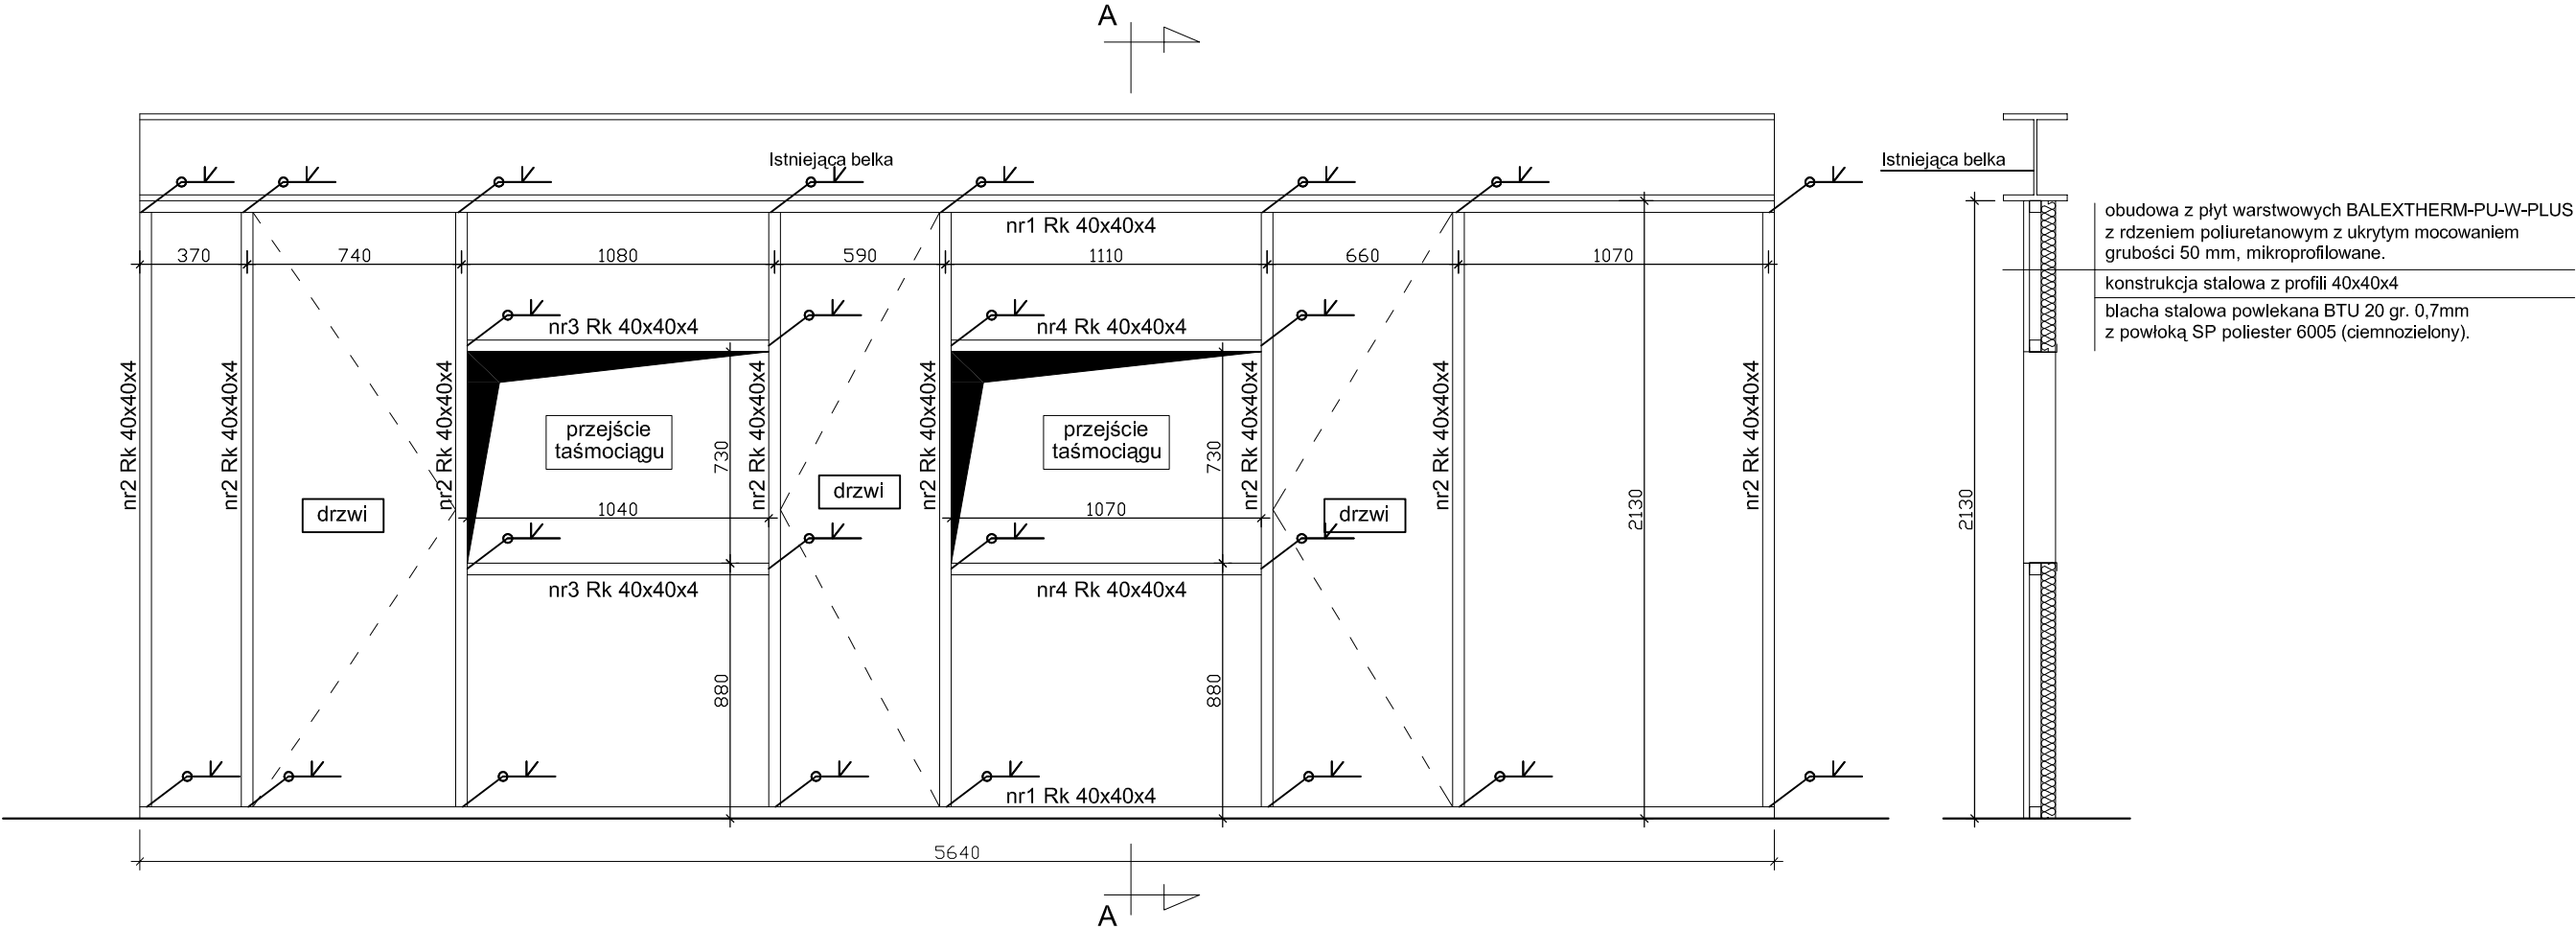 A
Istniejąca belka
Istniejąca belka
nr1 Rk 40x40x4
370
740
1080
590
1110
660
1070
obudowa z płyt warstwowych BALEXTHERM-PU-W-PLUS
z rdzeniem poliuretanowym z ukrytym mocowaniem
grubości 50 mm, mikroprofilowane.
konstrukcja stalowa z profili 40x40x4
blacha stalowa powlekana BTU 20 gr. 0,7mm
z powłoką SP poliester 6005 (ciemnozielony).
nr3 Rk 40x40x4
nr4 Rk 40x40x4
nr2 Rk 40x40x4
nr2 Rk 40x40x4
nr2 Rk 40x40x4
nr2 Rk 40x40x4
nr2 Rk 40x40x4
nr2 Rk 40x40x4
nr2 Rk 40x40x4
nr2 Rk 40x40x4
przejście
taśmociągu
730
przejście
taśmociągu
730
drzwi
drzwi
drzwi
1040
1070
2130
2130
nr3 Rk 40x40x4
nr4 Rk 40x40x4
880
880
nr1 Rk 40x40x4
5640
A